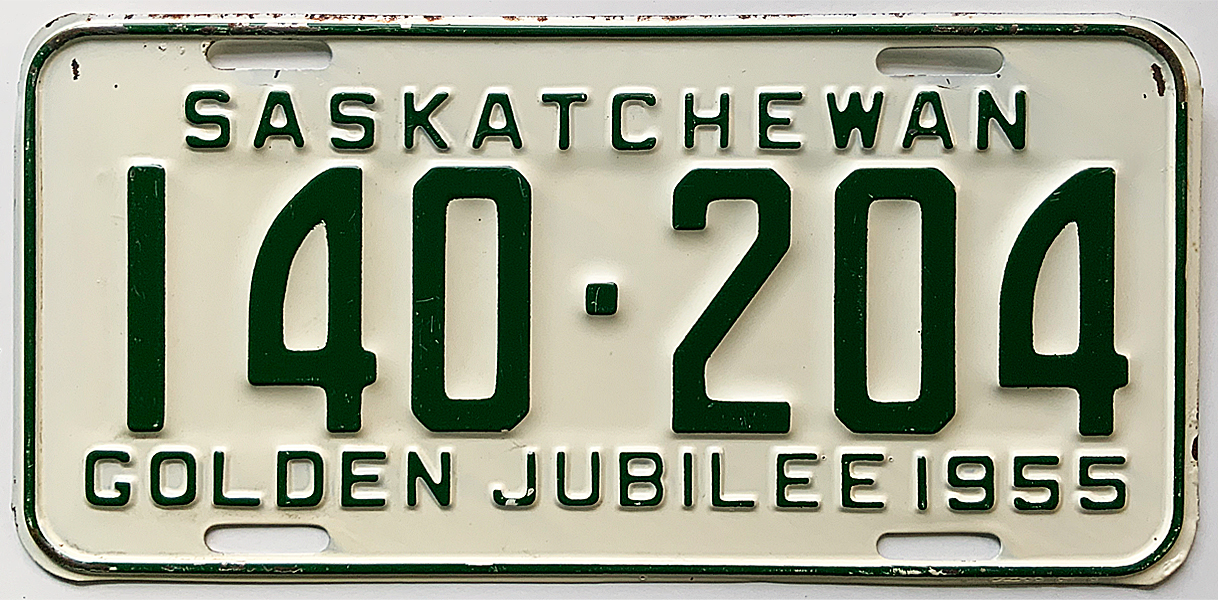 SASKATCHEWAN
140·204
GOLDEN JUBILEE 1955